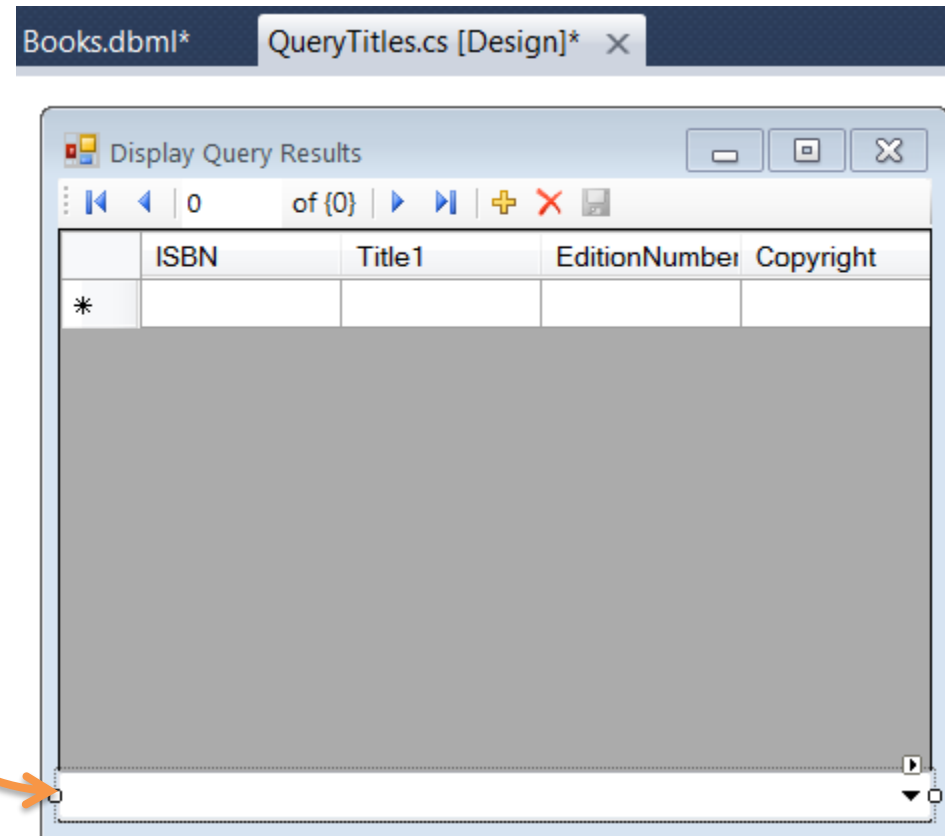 Books.dbml* QueryTitles.cs [Design]*
Display Query Results
0 of {0}
ISBN Title1 EditionNumber Copyright